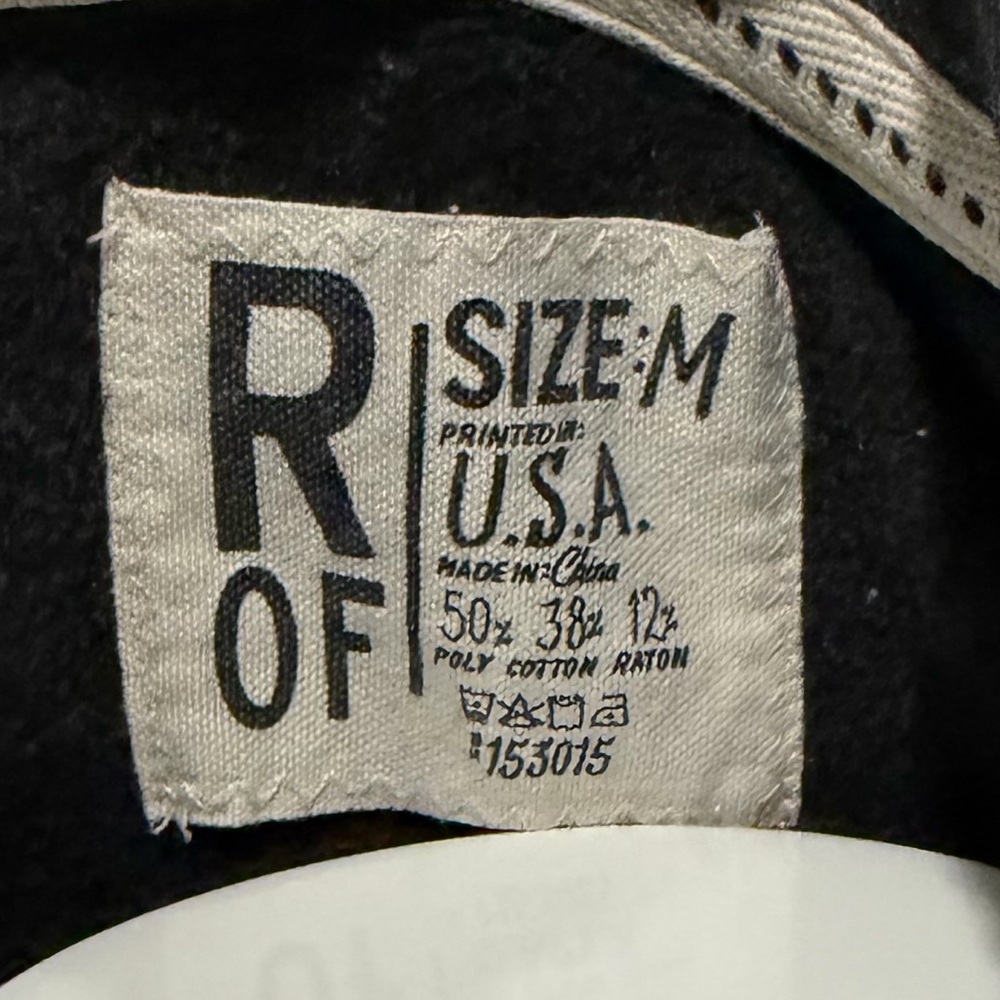 R
OF
SIZE:M
PRINTED IN:
U.S.A.
MADE IN: China
50% 38% 12%
POLY COTTON RAYON
153015